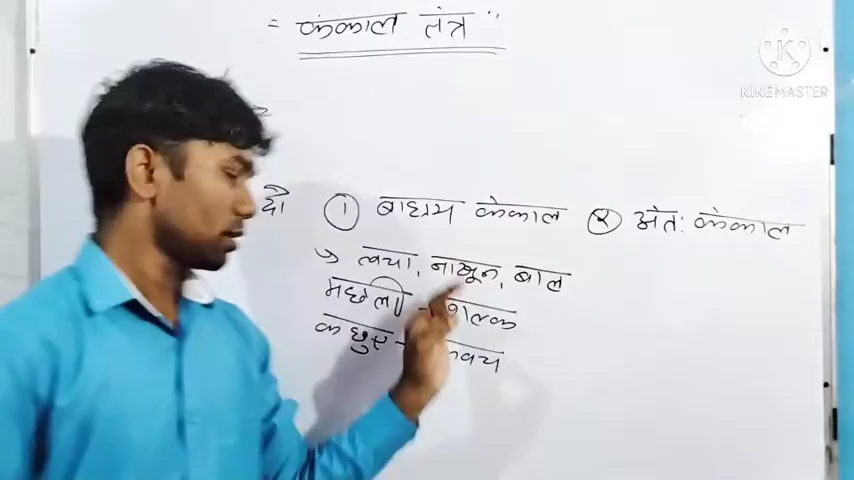 = कंकाल तंत्र "
K
KINEMASTER
दो ① बाह्य कंकाल ② अंत: कंकाल
↳ त्वचा, नाखून, बाल
मछली - शल्क
कछुए - कवच